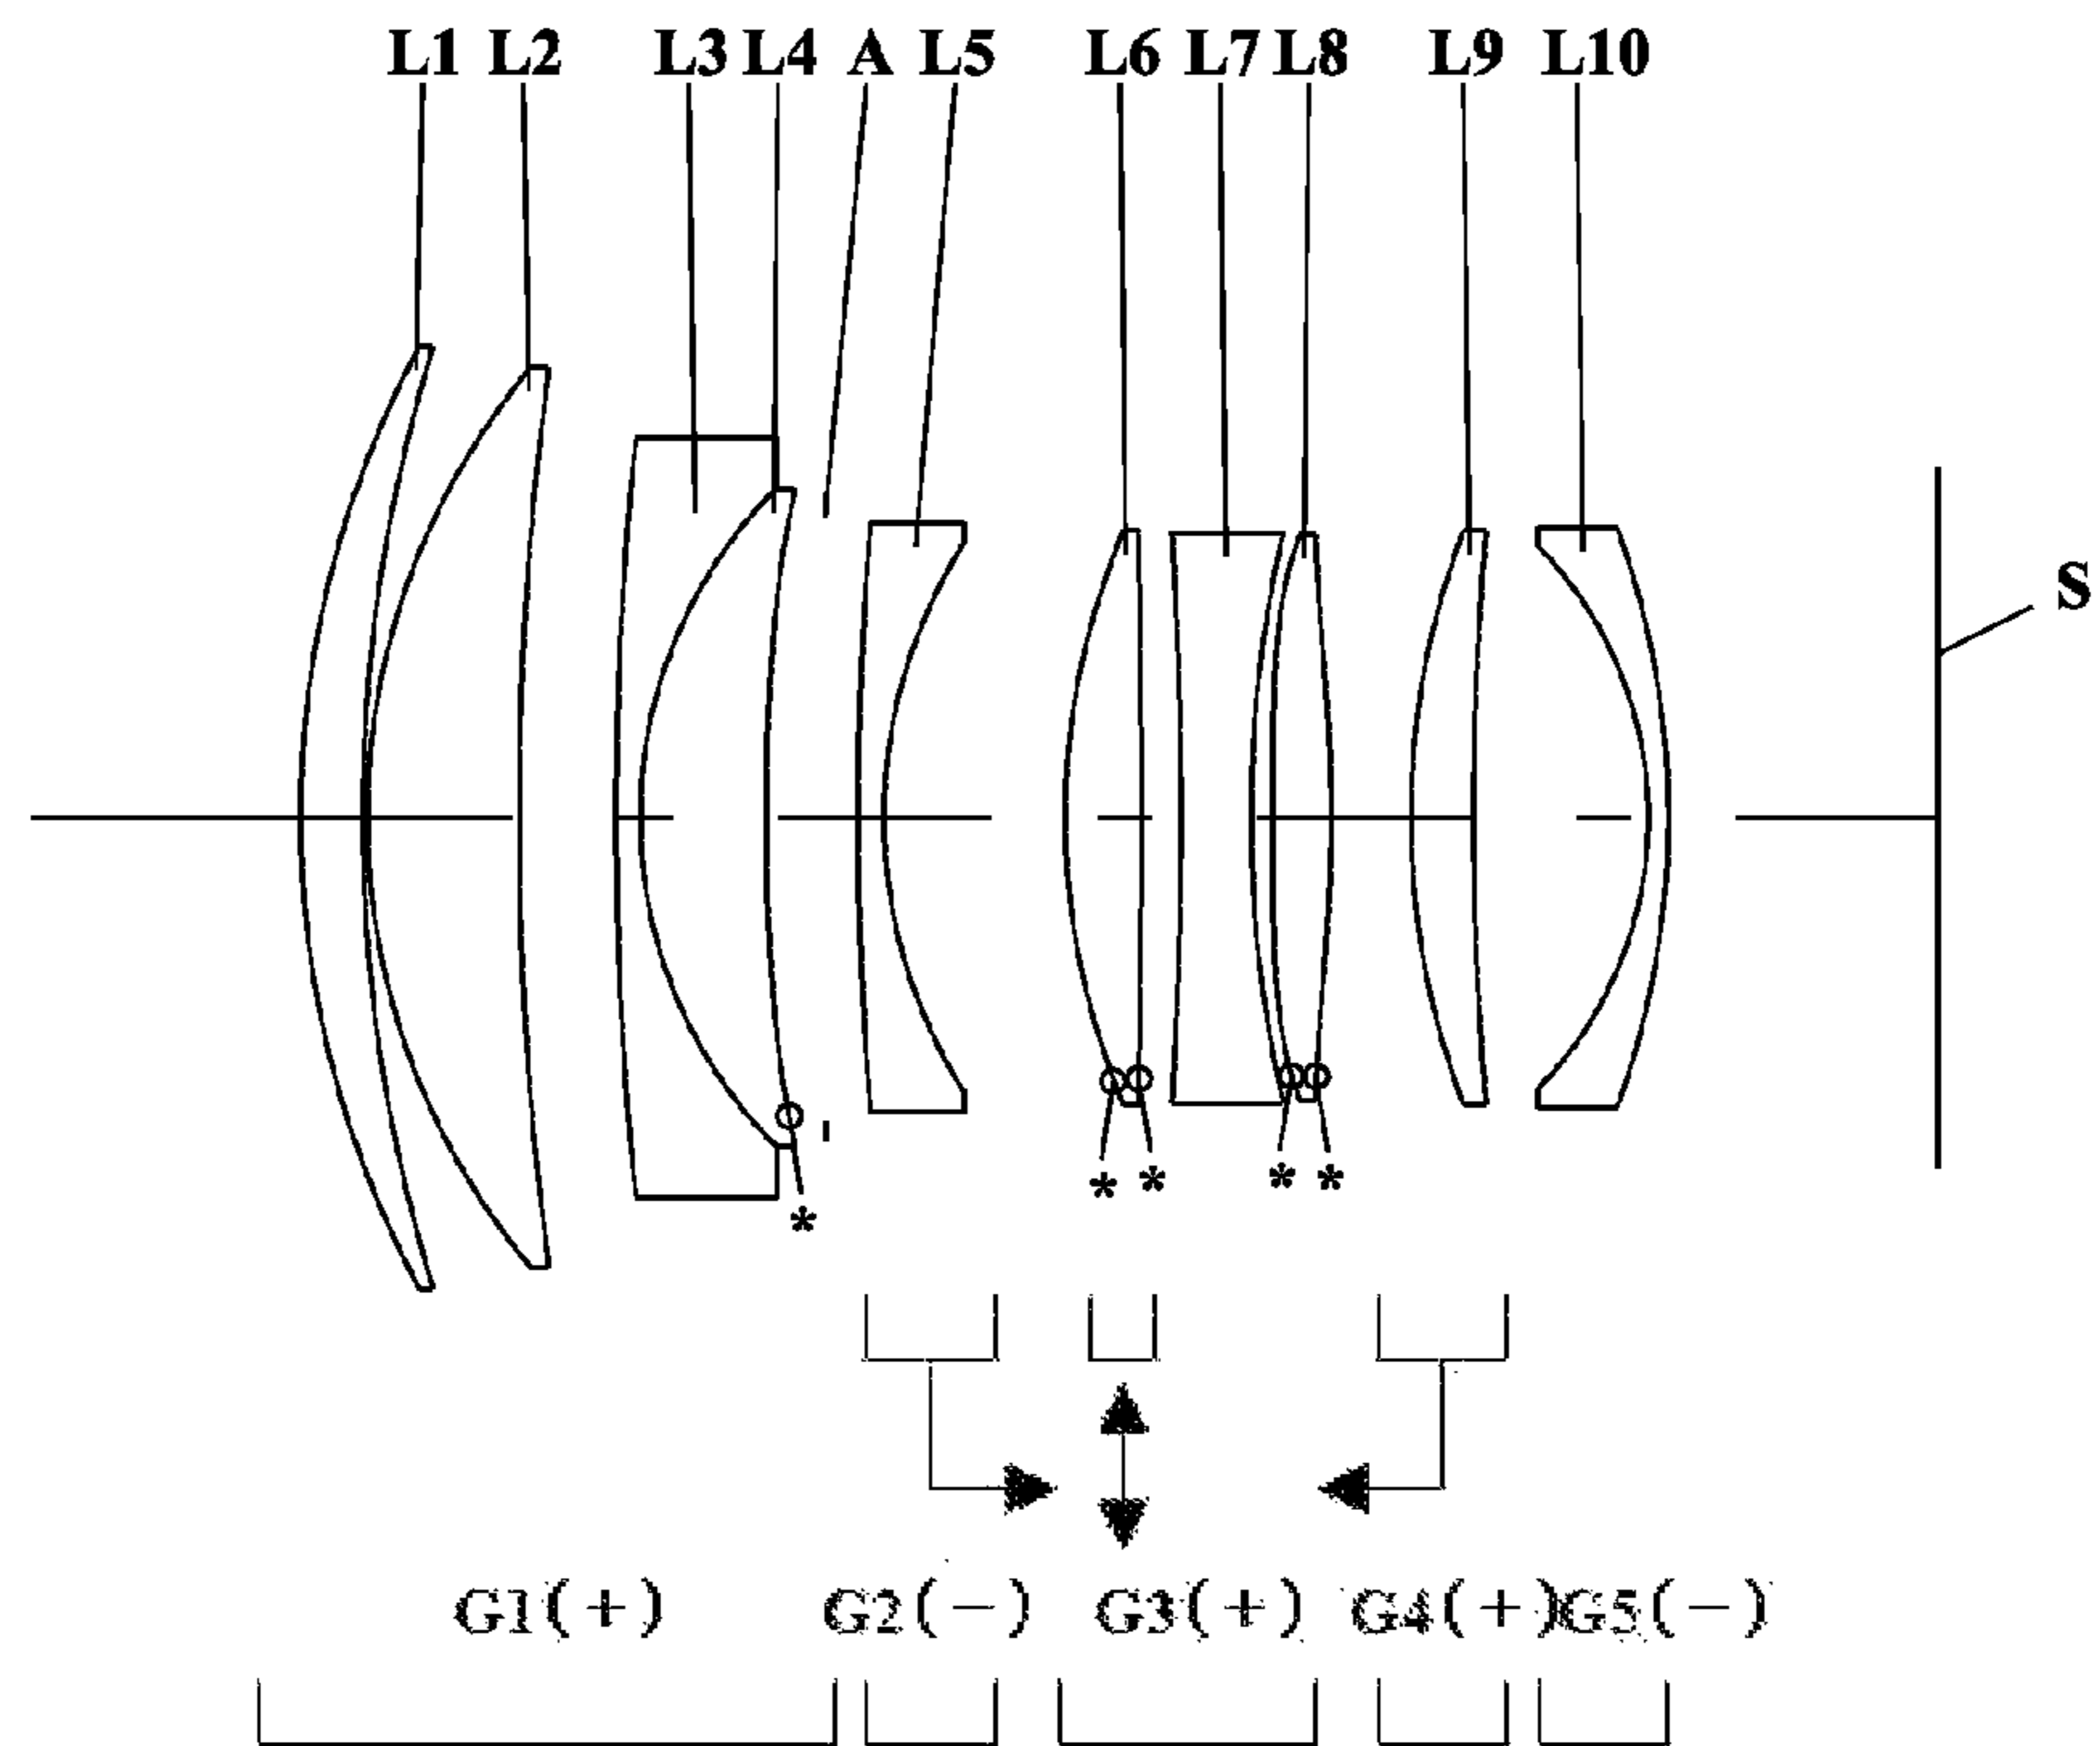 L1 L2 L3 L4 A L5 L6 L7 L8 L9 L10
S
* * * *
*
G1(+) G2(−) G3(+) G4(+) G5(−)